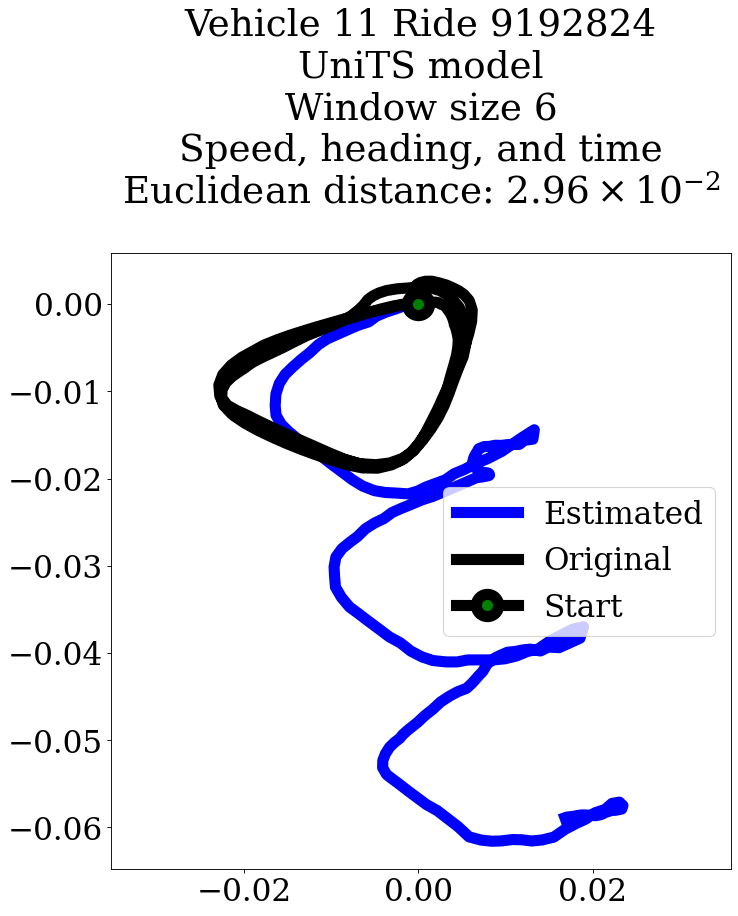 Vehicle 11 Ride 9192824
UniTS model
Window size 6
Speed, heading, and time
Euclidean distance: 2.96 × 10⁻²
0.00
−0.01
−0.02
−0.03
−0.04
−0.05
−0.06
Estimated
Original
Start
−0.02 0.00 0.02